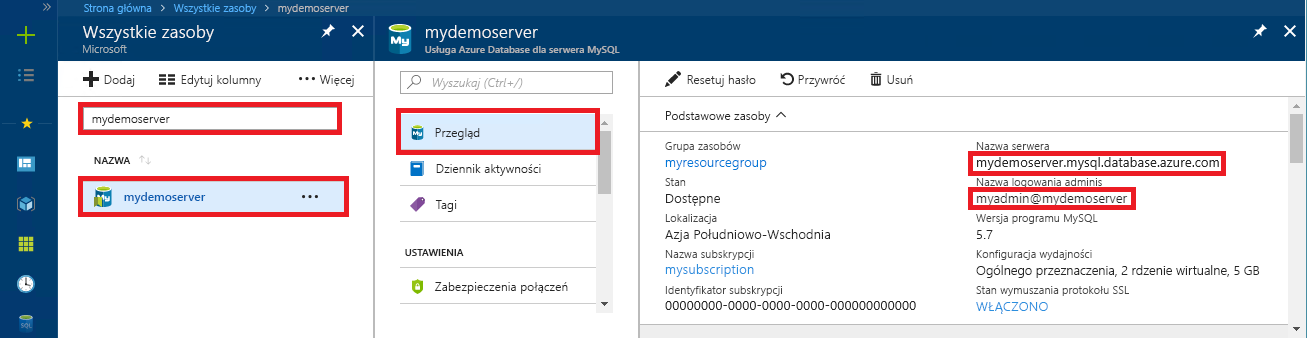 Strona główna > Wszystkie zasoby > mydemoserver
Wszystkie zasoby
Microsoft
Dodaj
Edytuj kolumny
Więcej
mydemoserver
NAZWA
mydemoserver
mydemoserver
Usługa Azure Database dla serwera MySQL
Wyszukaj (Ctrl+/)
Przegląd
Dziennik aktywności
Tagi
USTAWIENIA
Zabezpieczenia połączeń
Resetuj hasło
Przywróć
Usuń
Podstawowe zasoby
Grupa zasobów
myresourcegroup
Stan
Dostępne
Lokalizacja
Azja Południowo-Wschodnia
Nazwa subskrypcji
mysubscription
Identyfikator subskrypcji
00000000-0000-0000-0000-000000000000
Nazwa serwera
mydemoserver.mysql.database.azure.com
Nazwa logowania adminis
myadmin@mydemoserver
Wersja programu MySQL
5.7
Konfiguracja wydajności
Ogólnego przeznaczenia, 2 rdzenie wirtualne, 5 GB
Stan wymuszania protokołu SSL
WŁĄCZONO